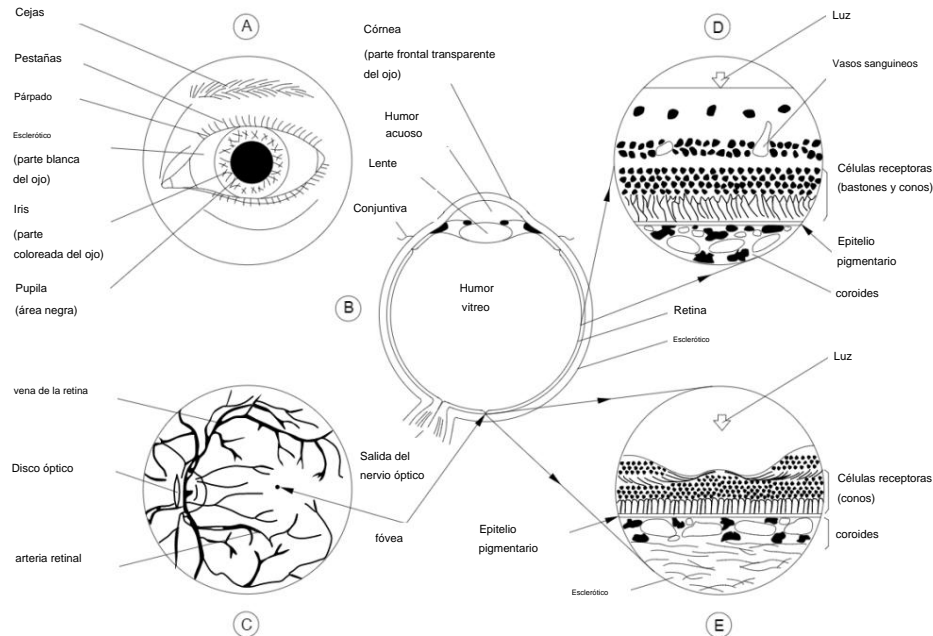 Cejas
A
Pestañas
Párpado
Esclerótico
(parte blanca
del ojo)
Iris
(parte
coloreada del ojo)
Pupila
(área negra)
Córnea
(parte frontal transparente
del ojo)
Humor
acuoso
Lente
Conjuntiva
Humor
vitreo
B
Retina
Esclerótico
Salida del
nervio óptico
fóvea
D
Luz
Vasos sanguineos
Células receptoras
(bastones y conos)
Epitelio
pigmentario
coroides
vena de la retina
Disco óptico
arteria retinal
C
Luz
Células receptoras
(conos)
coroides
Epitelio
pigmentario
Esclerótico
E